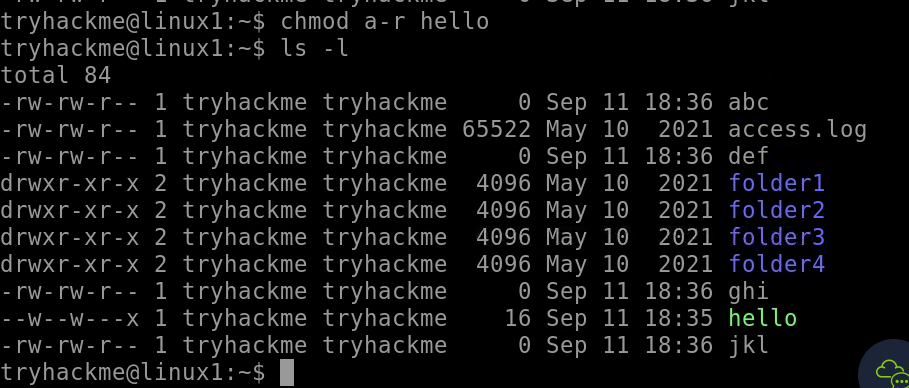 tryhackme@linux1:~$ chmod a-r hello
tryhackme@linux1:~$ ls -l
total 84
-rw-rw-r-- 1 tryhackme tryhackme     0 Sep 11 18:36 abc
-rw-rw-r-- 1 tryhackme tryhackme 65522 May 10  2021 access.log
-rw-rw-r-- 1 tryhackme tryhackme     0 Sep 11 18:36 def
drwxr-xr-x 2 tryhackme tryhackme  4096 May 10  2021 folder1
drwxr-xr-x 2 tryhackme tryhackme  4096 May 10  2021 folder2
drwxr-xr-x 2 tryhackme tryhackme  4096 May 10  2021 folder3
drwxr-xr-x 2 tryhackme tryhackme  4096 May 10  2021 folder4
-rw-rw-r-- 1 tryhackme tryhackme     0 Sep 11 18:36 ghi
--w--w---x 1 tryhackme tryhackme    16 Sep 11 18:35 hello
-rw-rw-r-- 1 tryhackme tryhackme     0 Sep 11 18:36 jkl
tryhackme@linux1:~$